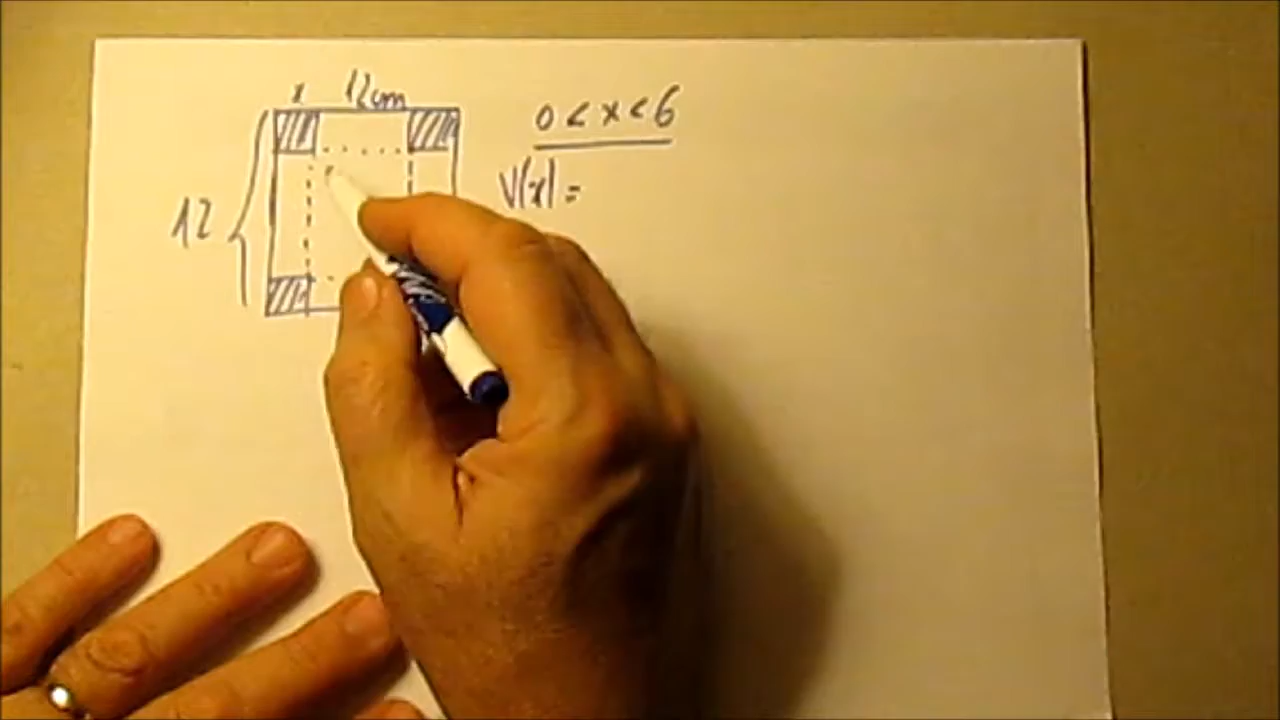 x 12cm
0 < x < 6
V(x) =
12